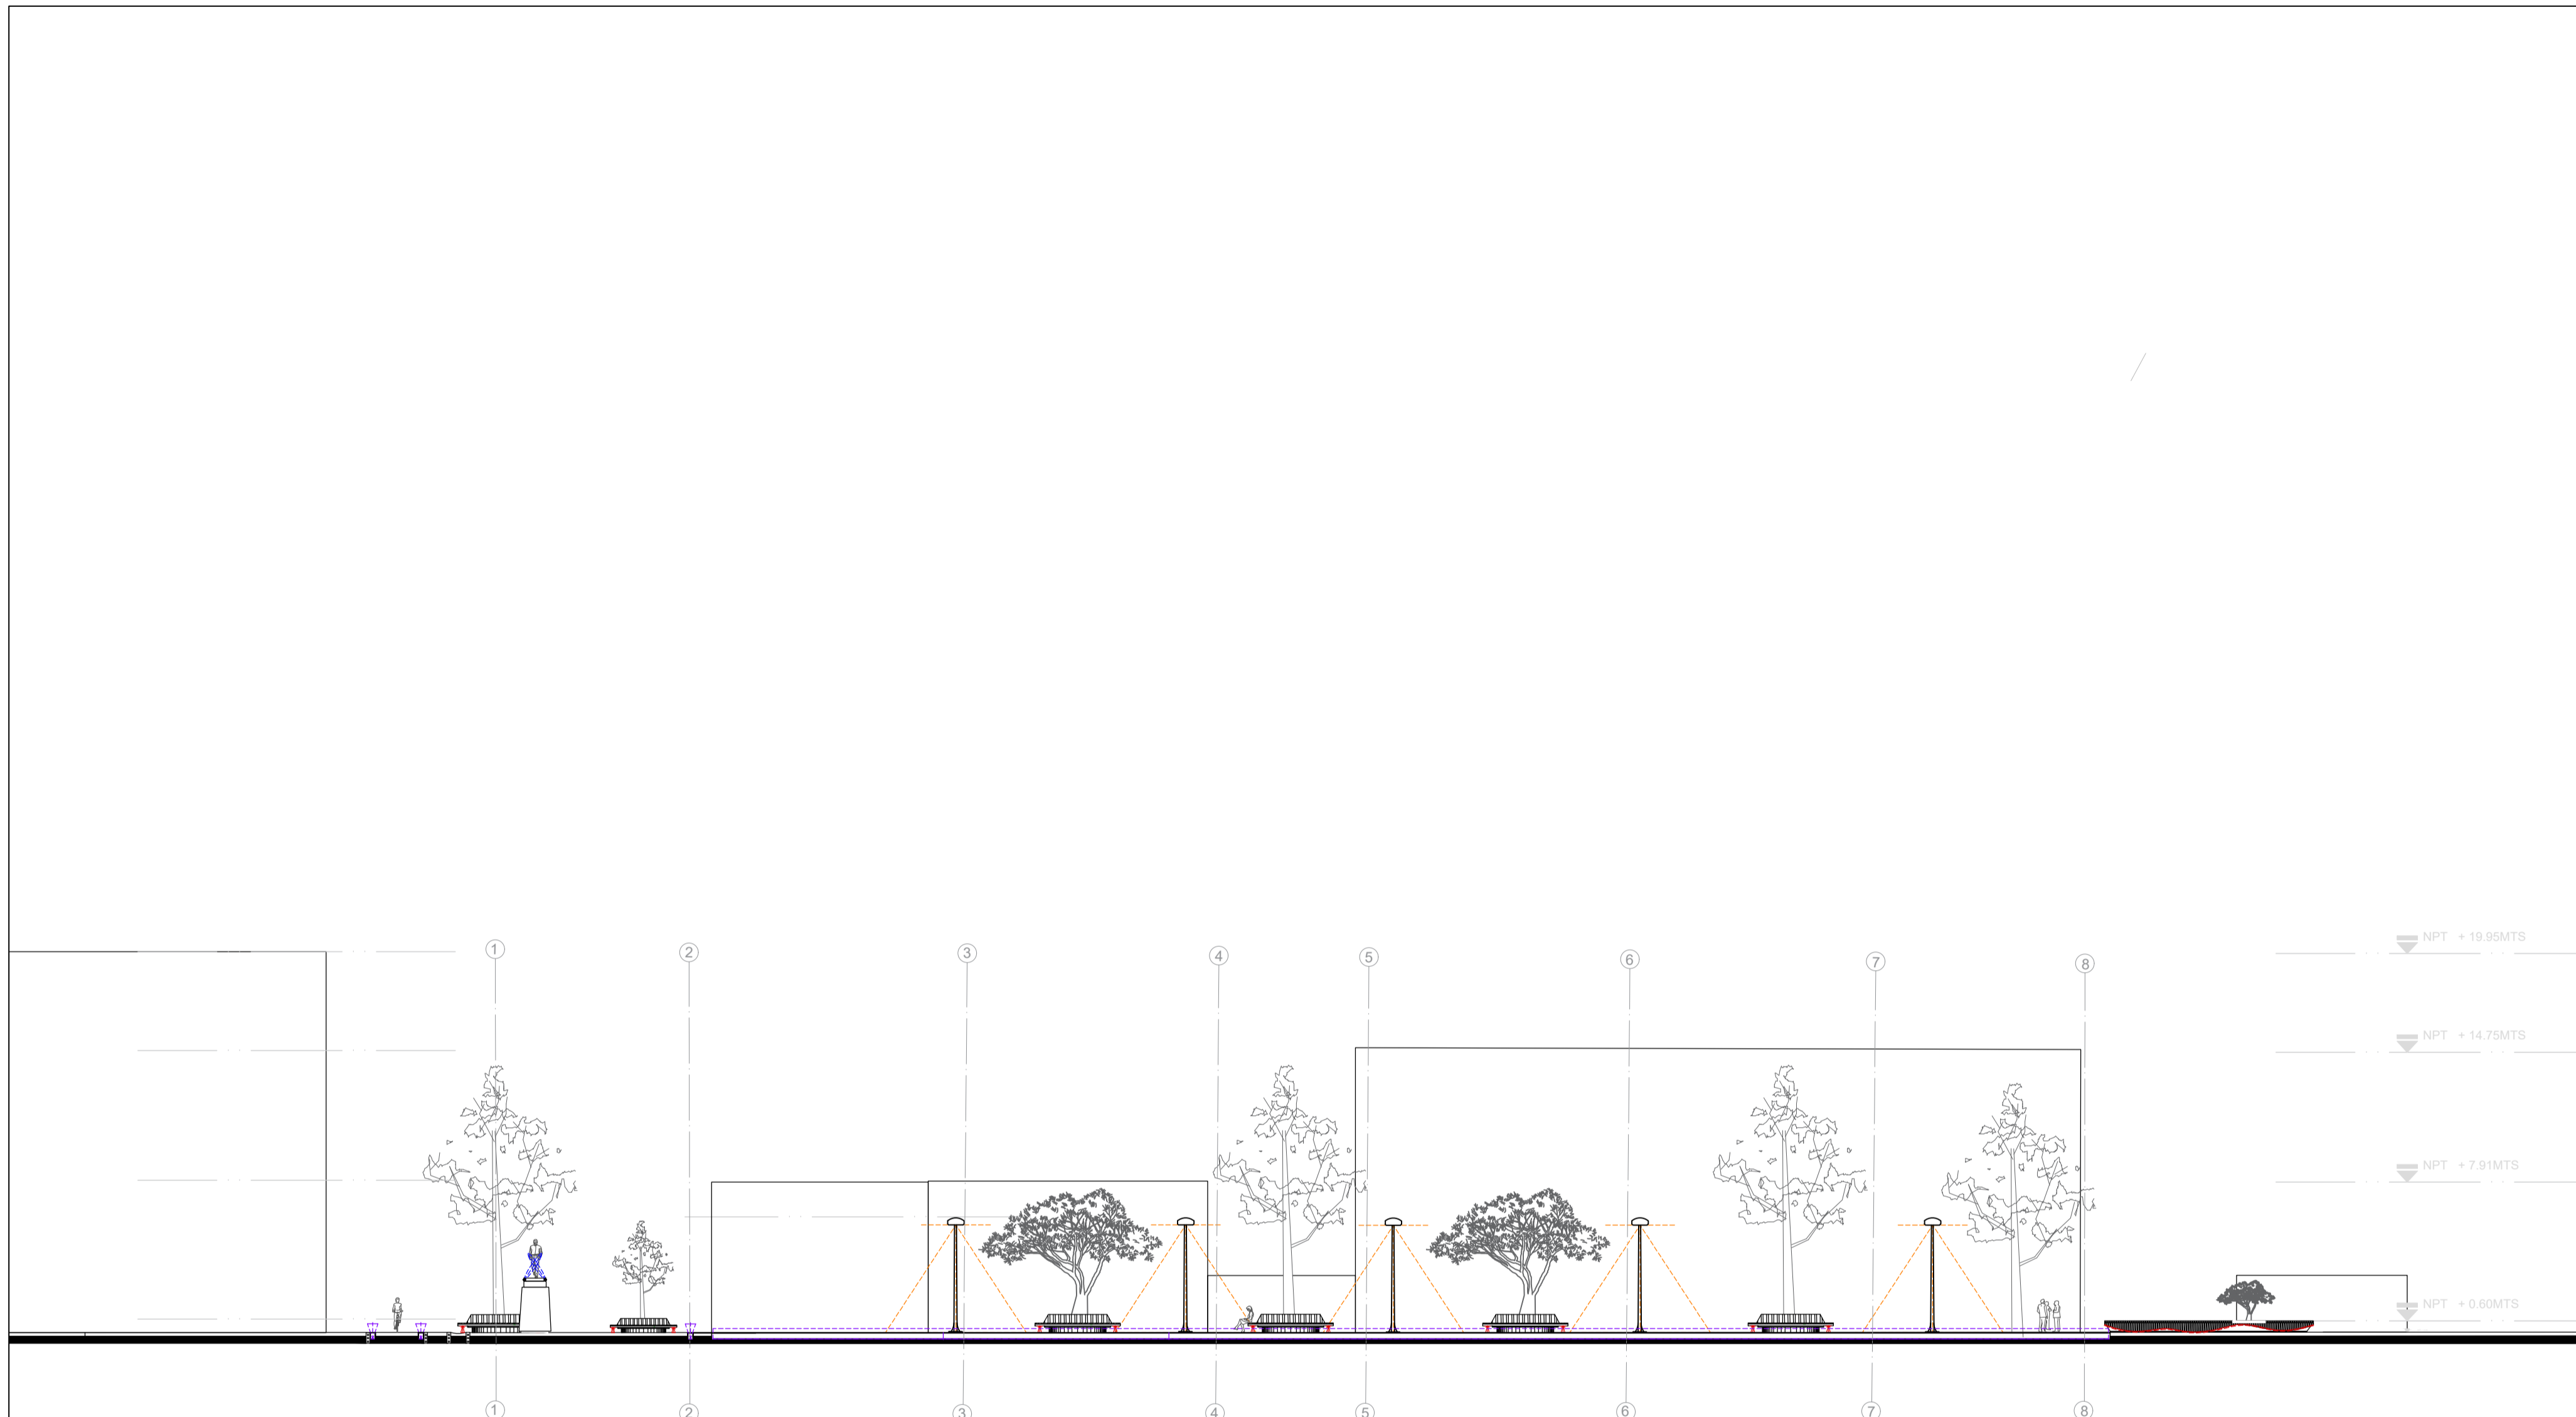 1 2 3 4 5 6 7 8
NPT + 19.95MTS
NPT + 14.75MTS
NPT + 7.91MTS
NPT + 0.60MTS
1 2 3 4 5 6 7 8